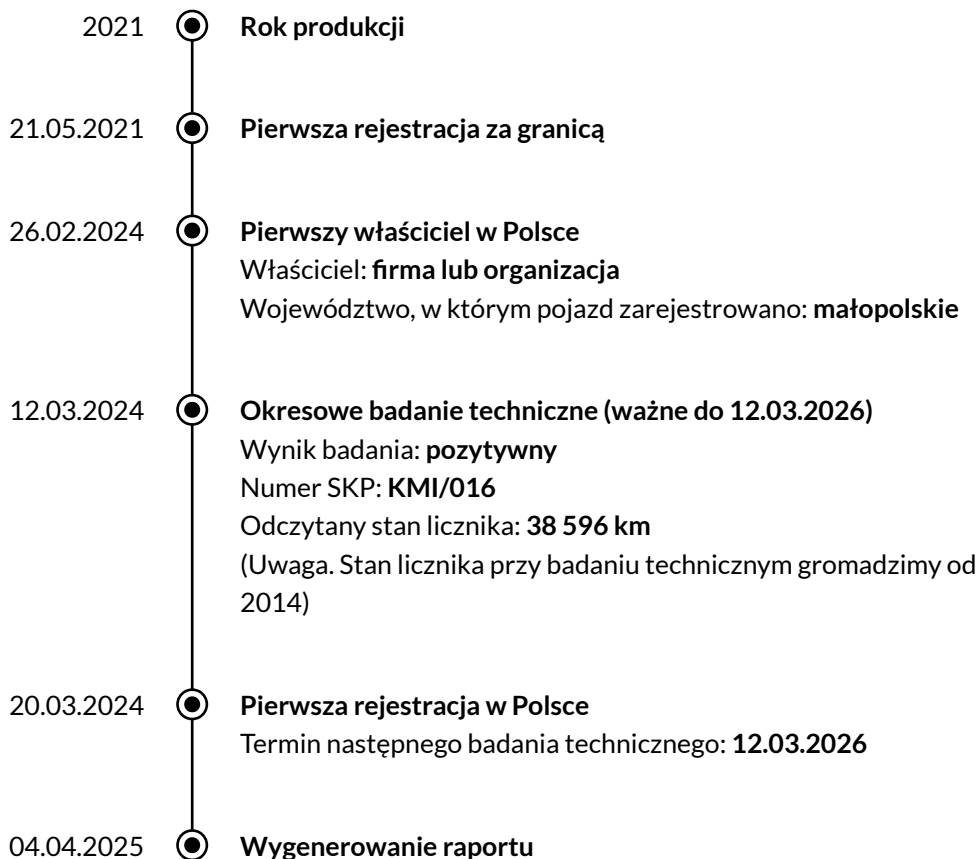 2021 Rok produkcji
21.05.2021 Pierwsza rejestracja za granicą
26.02.2024 Pierwszy właściciel w Polsce
Właściciel: firma lub organizacja
Województwo, w którym pojazd zarejestrowano: małopolskie
12.03.2024 Okresowe badanie techniczne (ważne do 12.03.2026)
Wynik badania: pozytywny
Numer SKP: KMI/016
Odczytany stan licznika: 38 596 km
(Uwaga. Stan licznika przy badaniu technicznym gromadzimy od
2014)
20.03.2024 Pierwsza rejestracja w Polsce
Termin następnego badania technicznego: 12.03.2026
04.04.2025 Wygenerowanie raportu